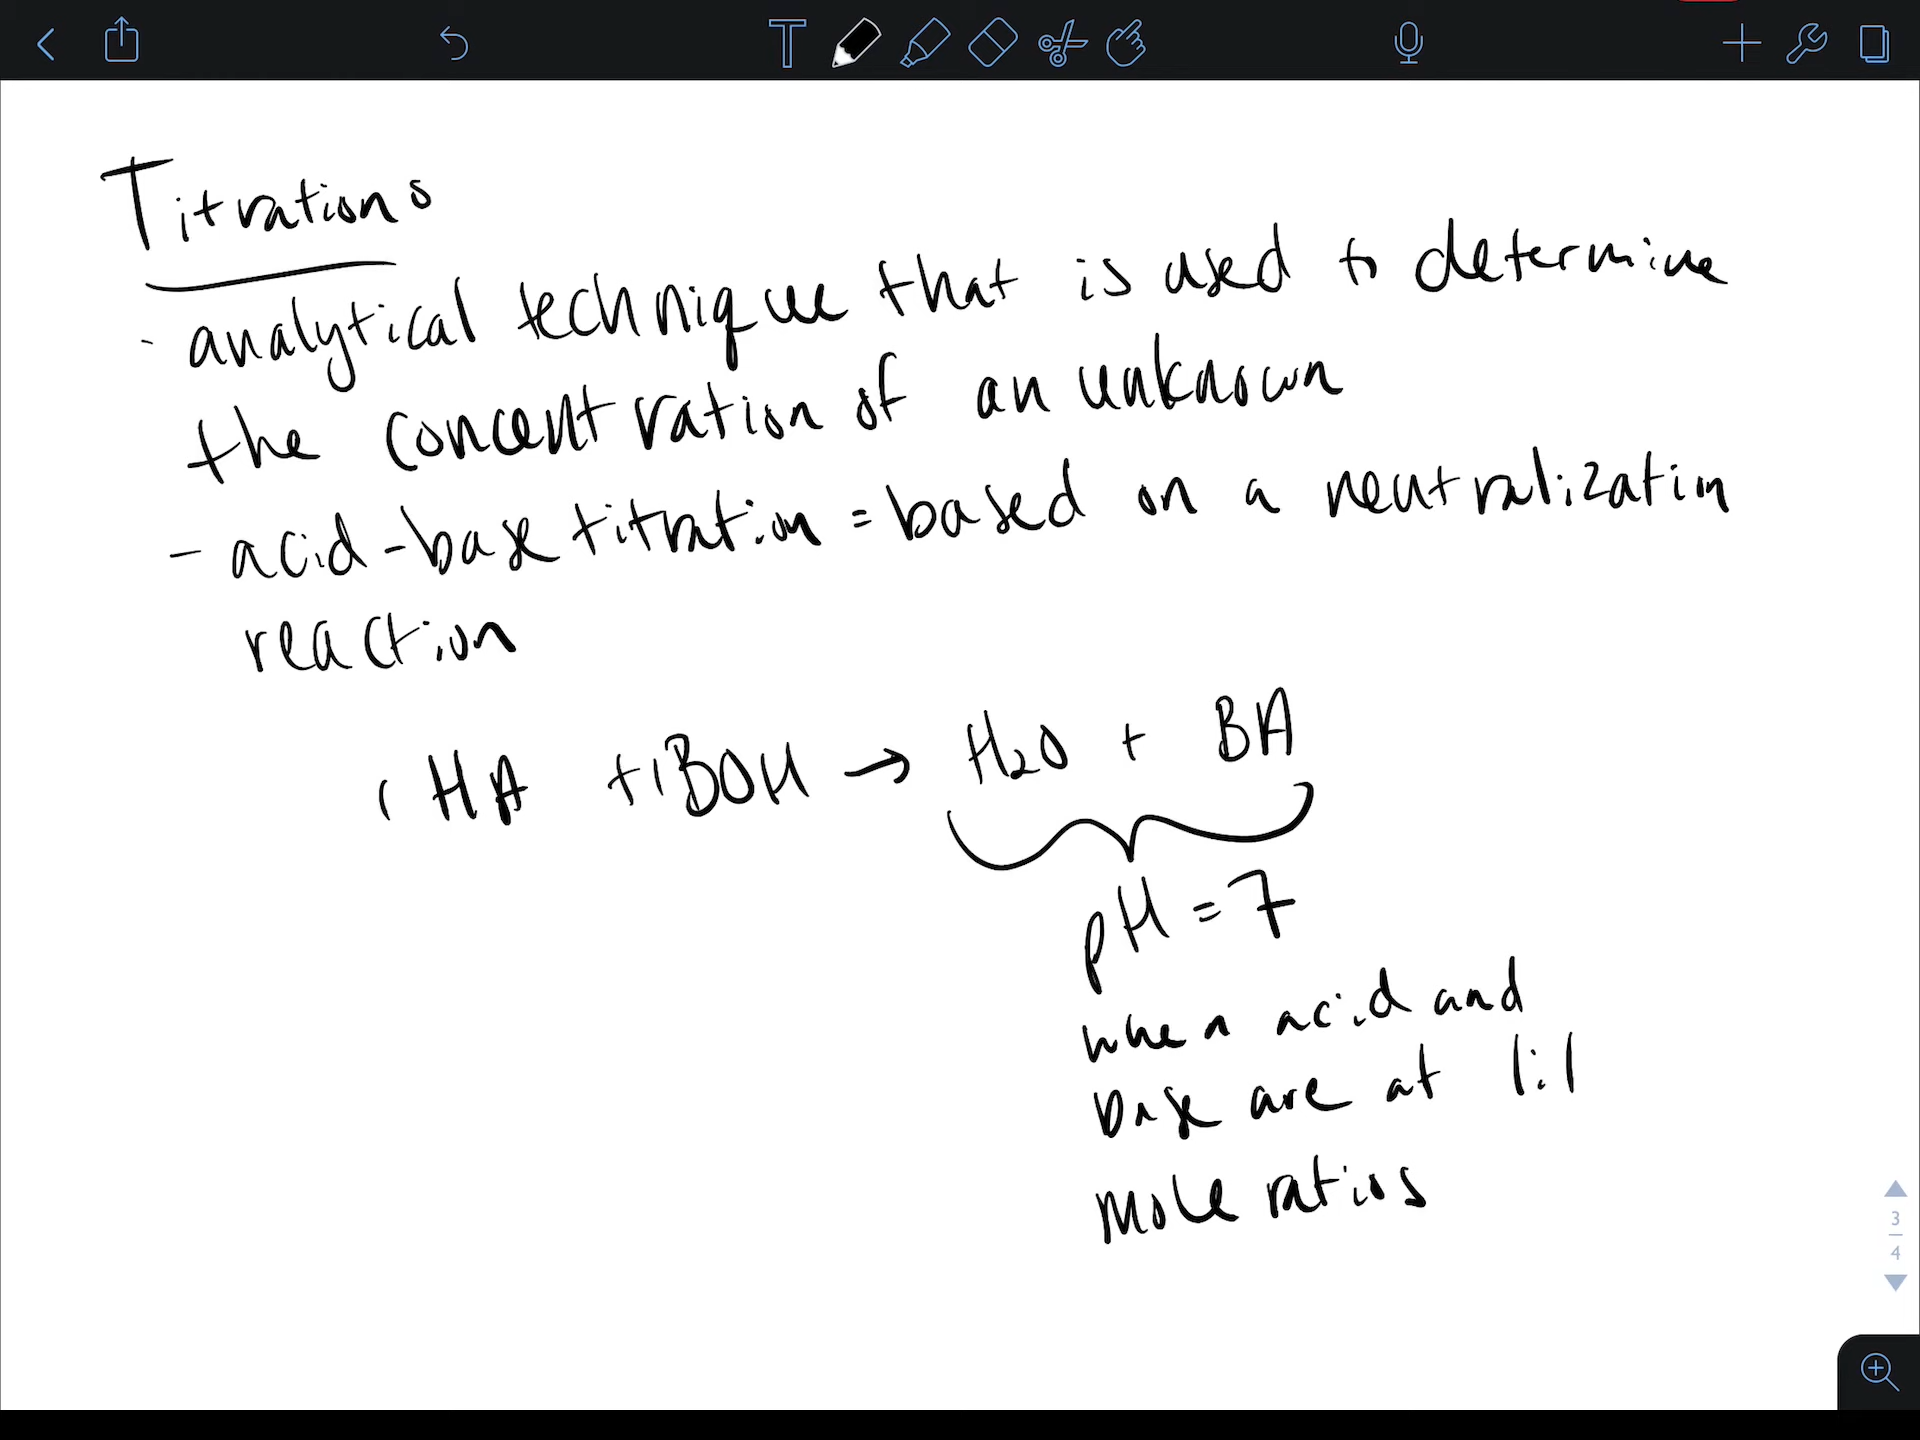 Titrations
· analytical technique that is used to determine
the concentration of an unknown
- acid-base titration = based on a neutralization
reaction
1 HA + 1 BOH → H₂O + BA
pH = 7
when acid and
base are at 1:1
mole ratios
3
4